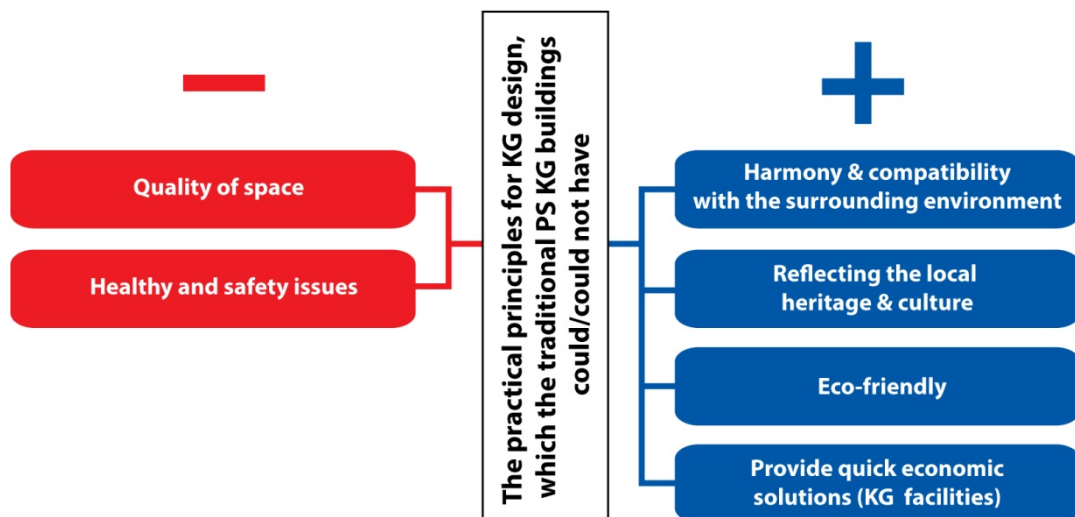 Quality of space
Healthy and safety issues
The practical principles for KG design,
which the traditional PS KG buildings
could/could not have
Harmony & compatibility
with the surrounding environment
Reflecting the local
heritage & culture
Eco-friendly
Provide quick economic
solutions (KG facilities)